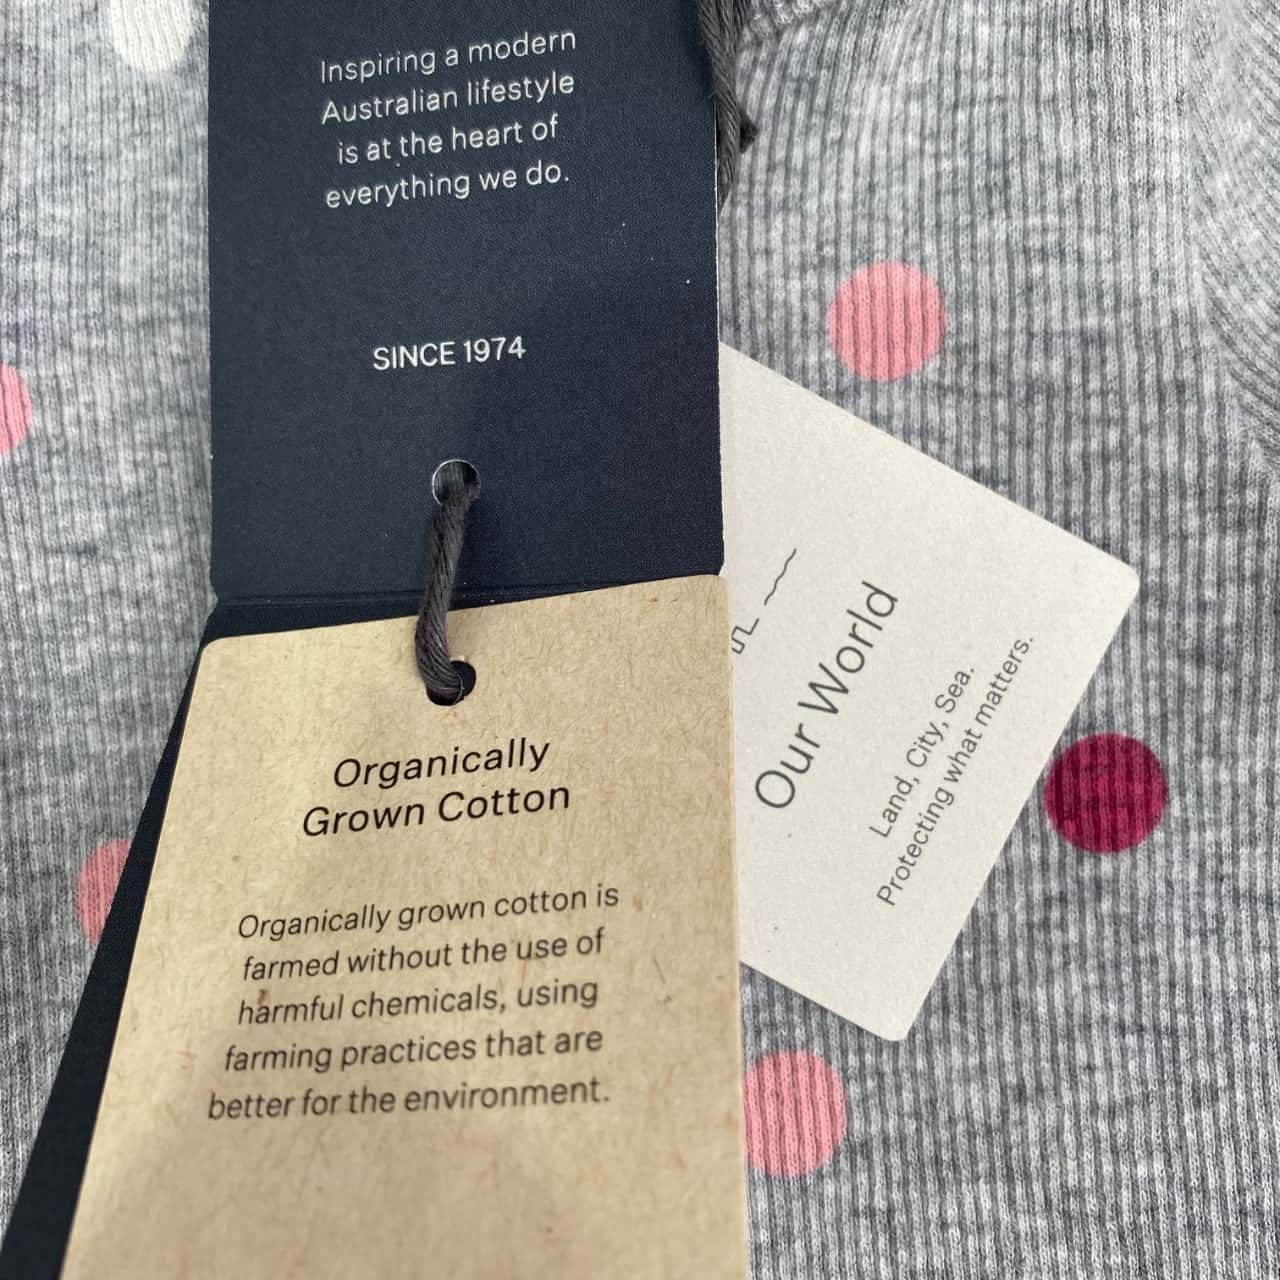 Inspiring a modern
Australian lifestyle
is at the heart of
everything we do.
SINCE 1974
Organically
Grown Cotton
Organically grown cotton is
farmed without the use of
harmful chemicals, using
farming practices that are
better for the environment.
Our World
Land, City, Sea.
Protecting what matters.